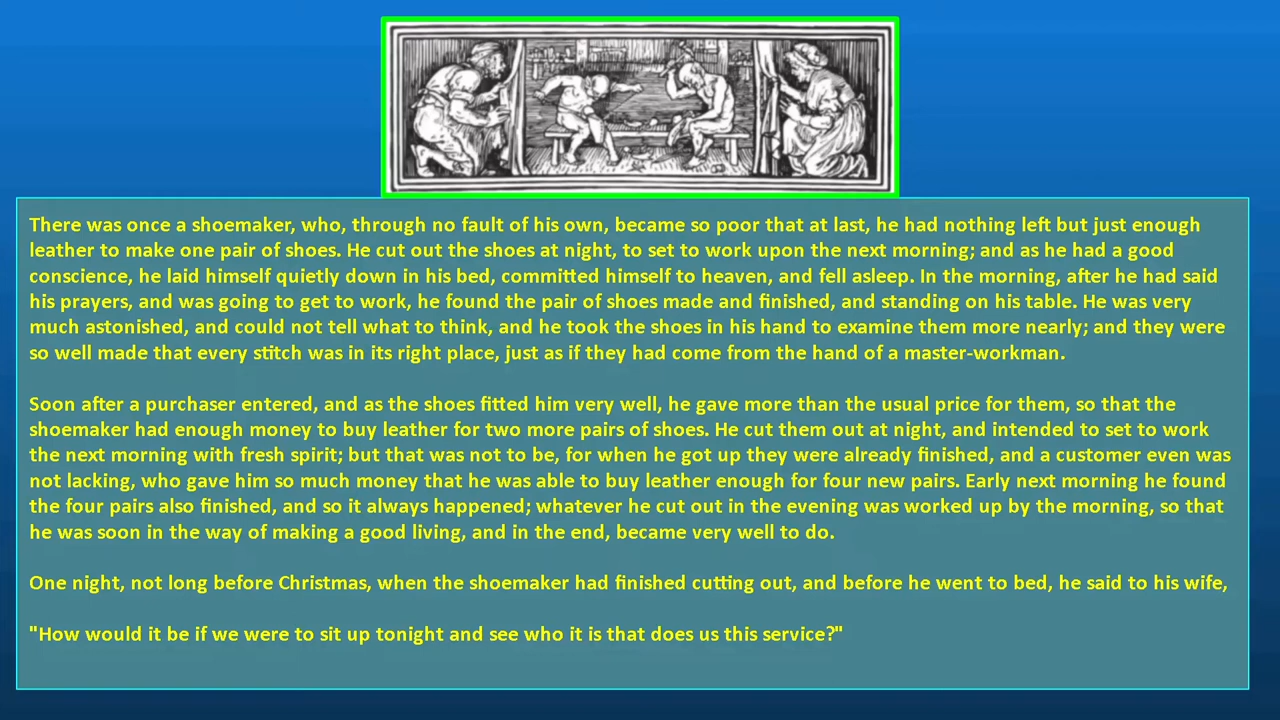 There was once a shoemaker, who, through no fault of his own, became so poor that at last, he had nothing left but just enough
leather to make one pair of shoes. He cut out the shoes at night, to set to work upon the next morning; and as he had a good
conscience, he laid himself quietly down in his bed, committed himself to heaven, and fell asleep. In the morning, after he had said
his prayers, and was going to get to work, he found the pair of shoes made and finished, and standing on his table. He was very
much astonished, and could not tell what to think, and he took the shoes in his hand to examine them more nearly; and they were
so well made that every stitch was in its right place, just as if they had come from the hand of a master-workman.
Soon after a purchaser entered, and as the shoes fitted him very well, he gave more than the usual price for them, so that the
shoemaker had enough money to buy leather for two more pairs of shoes. He cut them out at night, and intended to set to work
the next morning with fresh spirit; but that was not to be, for when he got up they were already finished, and a customer even was
not lacking, who gave him so much money that he was able to buy leather enough for four new pairs. Early next morning he found
the four pairs also finished, and so it always happened; whatever he cut out in the evening was worked up by the morning, so that
he was soon in the way of making a good living, and in the end, became very well to do.
One night, not long before Christmas, when the shoemaker had finished cutting out, and before he went to bed, he said to his wife,
"How would it be if we were to sit up tonight and see who it is that does us this service?"